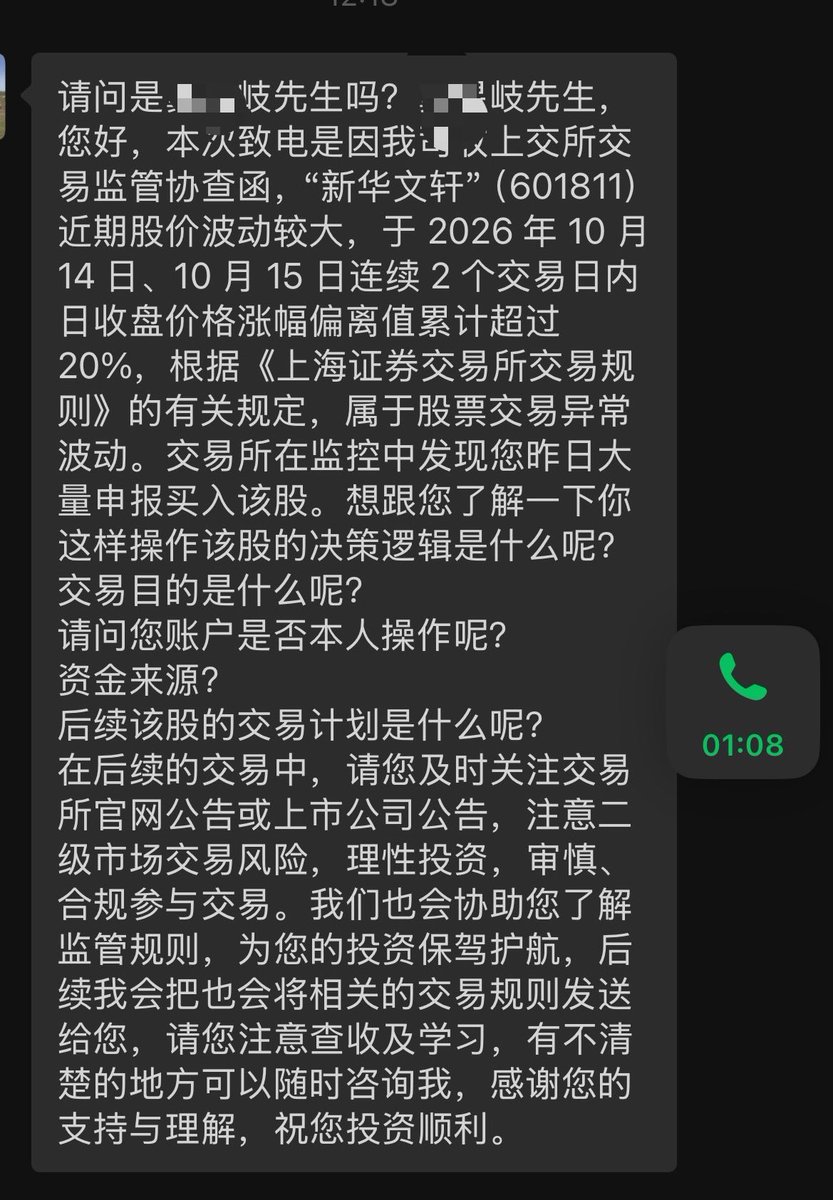 请问是岐先生吗？岐先生，
您好，本次致电是因我司收上交所交
易监管协查函，“新华文轩”（601811）
近期股价波动较大，于 2026 年 10 月
14 日、10 月 15 日连续 2 个交易日内
日收盘价格涨幅偏离值累计超过
20%，根据《上海证券交易所交易规
则》的有关规定，属于股票交易异常
波动。交易所在监控中发现您昨日大
量申报买入该股。想跟您了解一下你
这样操作该股的决策逻辑是什么呢？
交易目的是什么呢？
请问您账户是否本人操作呢？
资金来源？
后续该股的交易计划是什么呢？
在后续的交易中，请您及时关注交易
所官网公告或上市公司公告，注意二
级市场交易风险，理性投资，审慎、
合规参与交易。我们也会协助您了解
监管规则，为您的投资保驾护航，后
续我会把也会将相关的交易规则发送
给您，请您注意查收及学习，有不清
楚的地方可以随时咨询我，感谢您的
支持与理解，祝您投资顺利。
01:08